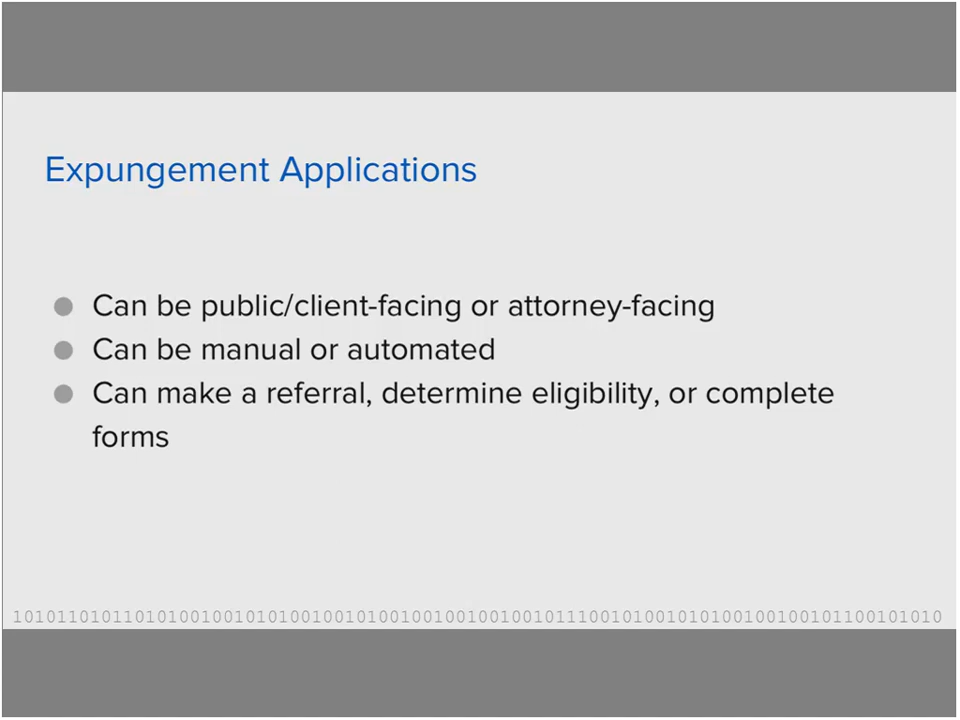 Expungement Applications
Can be public/client-facing or attorney-facing
Can be manual or automated
Can make a referral, determine eligibility, or complete
forms
1010110101101010010010101001001010010010010010010111001010010101001001001011001010​10